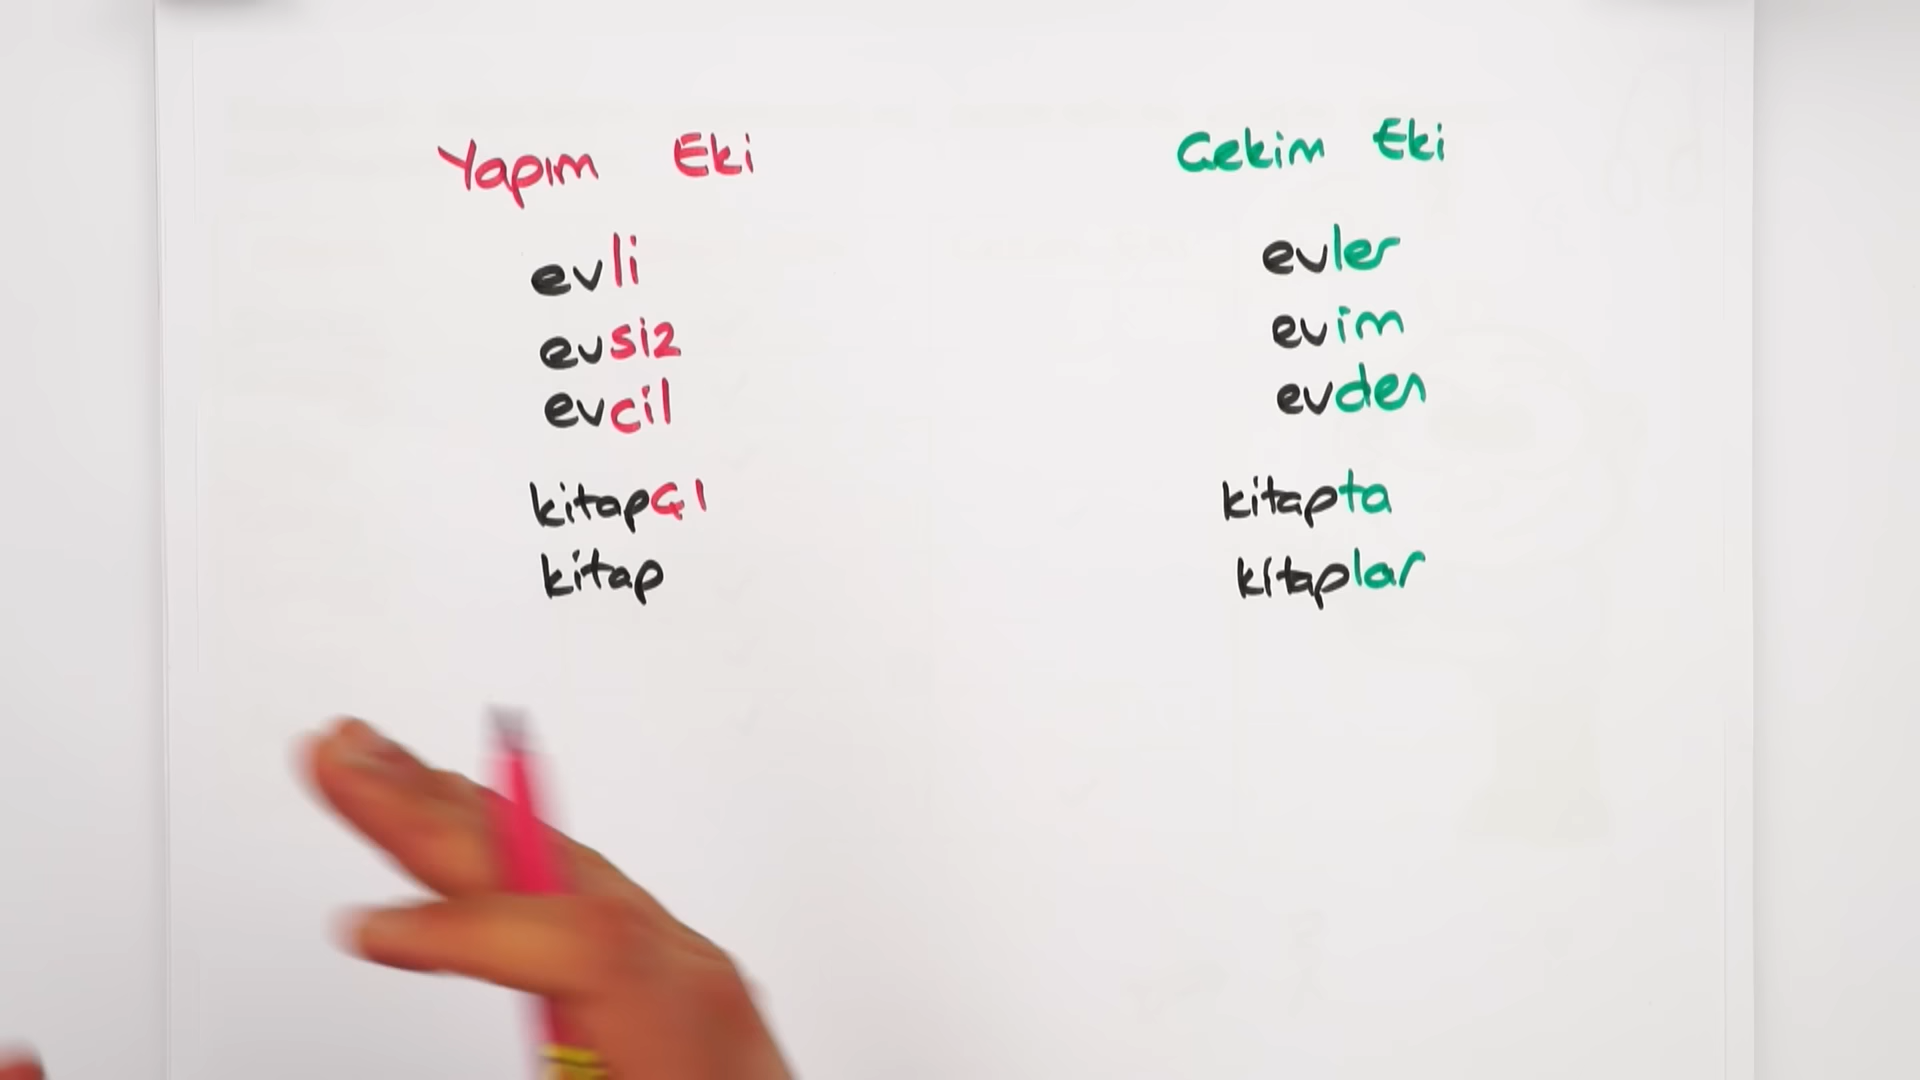 Yapım Eki
evli
evsiz
evcil
kitapçı
kitap
Çekim Eki
evler
evim
evden
kitapta
kitaplar